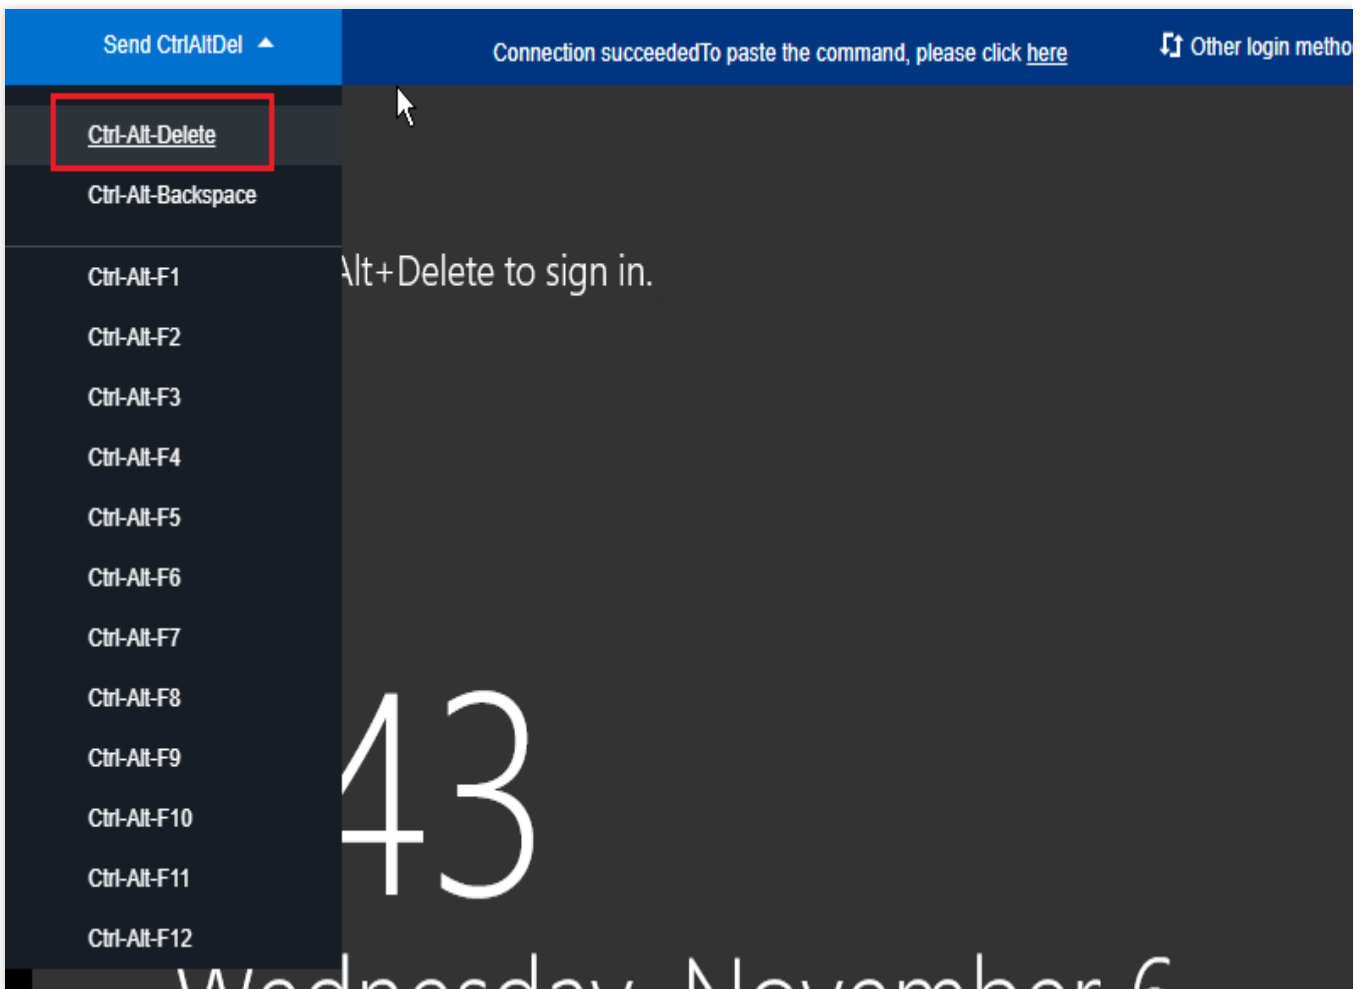 Send CtrlAltDel
Connection succeededTo paste the command, please click here
Other login metho
Ctrl-Alt-Delete
Ctrl-Alt-Backspace
Alt+Delete to sign in.
Ctrl-Alt-F1
Ctrl-Alt-F2
Ctrl-Alt-F3
Ctrl-Alt-F4
Ctrl-Alt-F5
Ctrl-Alt-F6
Ctrl-Alt-F7
Ctrl-Alt-F8
Ctrl-Alt-F9
Ctrl-Alt-F10
Ctrl-Alt-F11
Ctrl-Alt-F12
43
Wednesday, November 6